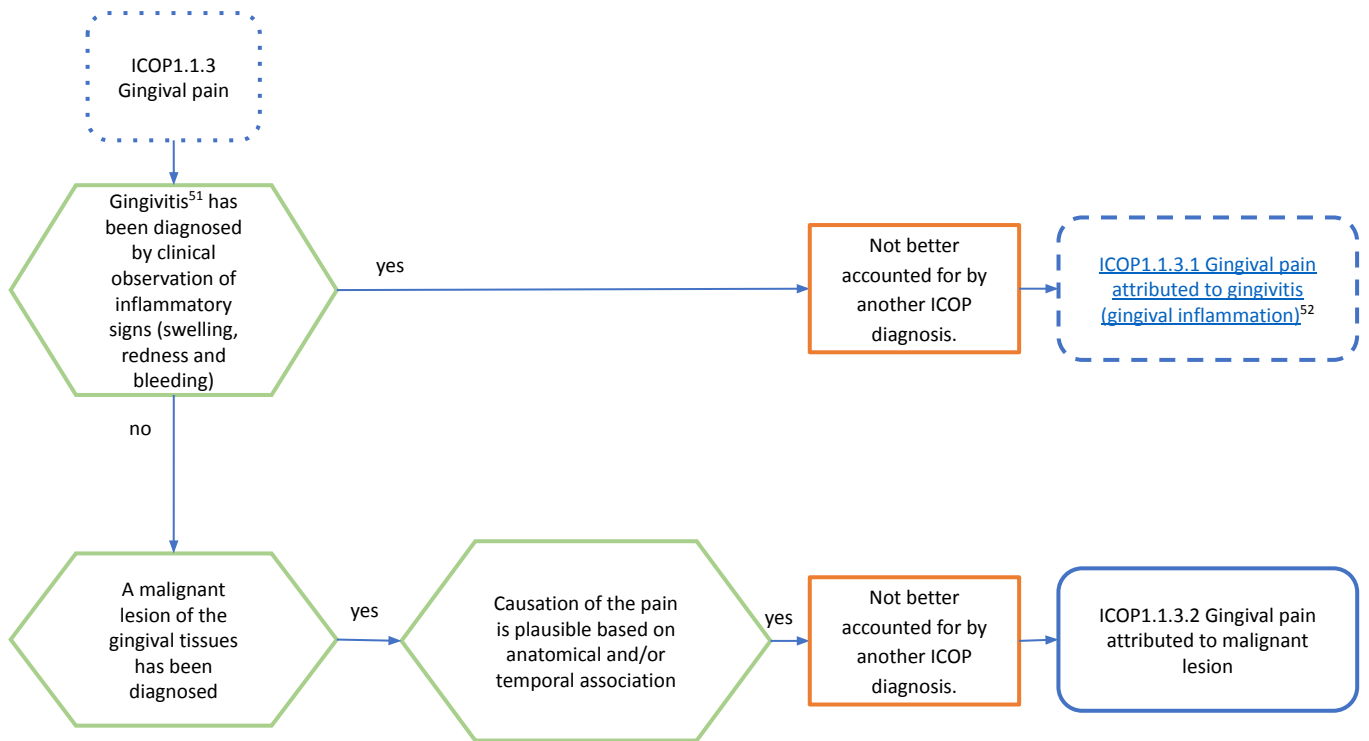 ICOP1.1.3
Gingival pain
Gingivitis51 has
been diagnosed
by clinical
observation of
inflammatory
signs (swelling,
redness and
bleeding)
yes
Not better
accounted for by
another ICOP
diagnosis.
ICOP1.1.3.1 Gingival pain
attributed to gingivitis
(gingival inflammation)52
no
A malignant
lesion of the
gingival tissues
has been
diagnosed
yes
Causation of the pain
is plausible based on
anatomical and/or
temporal association
yes
Not better
accounted for by
another ICOP
diagnosis.
ICOP1.1.3.2 Gingival pain
attributed to malignant
lesion